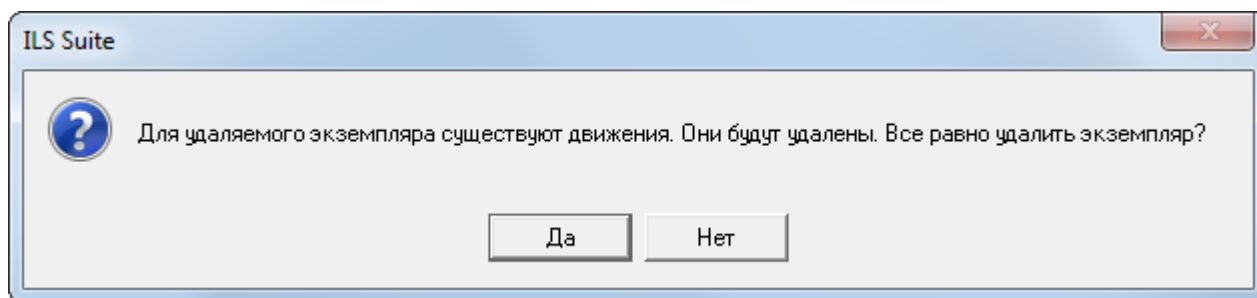 ILS Suite
Для удаляемого экземпляра существуют движения. Они будут удалены. Все равно удалить экземпляр?
Да Нет